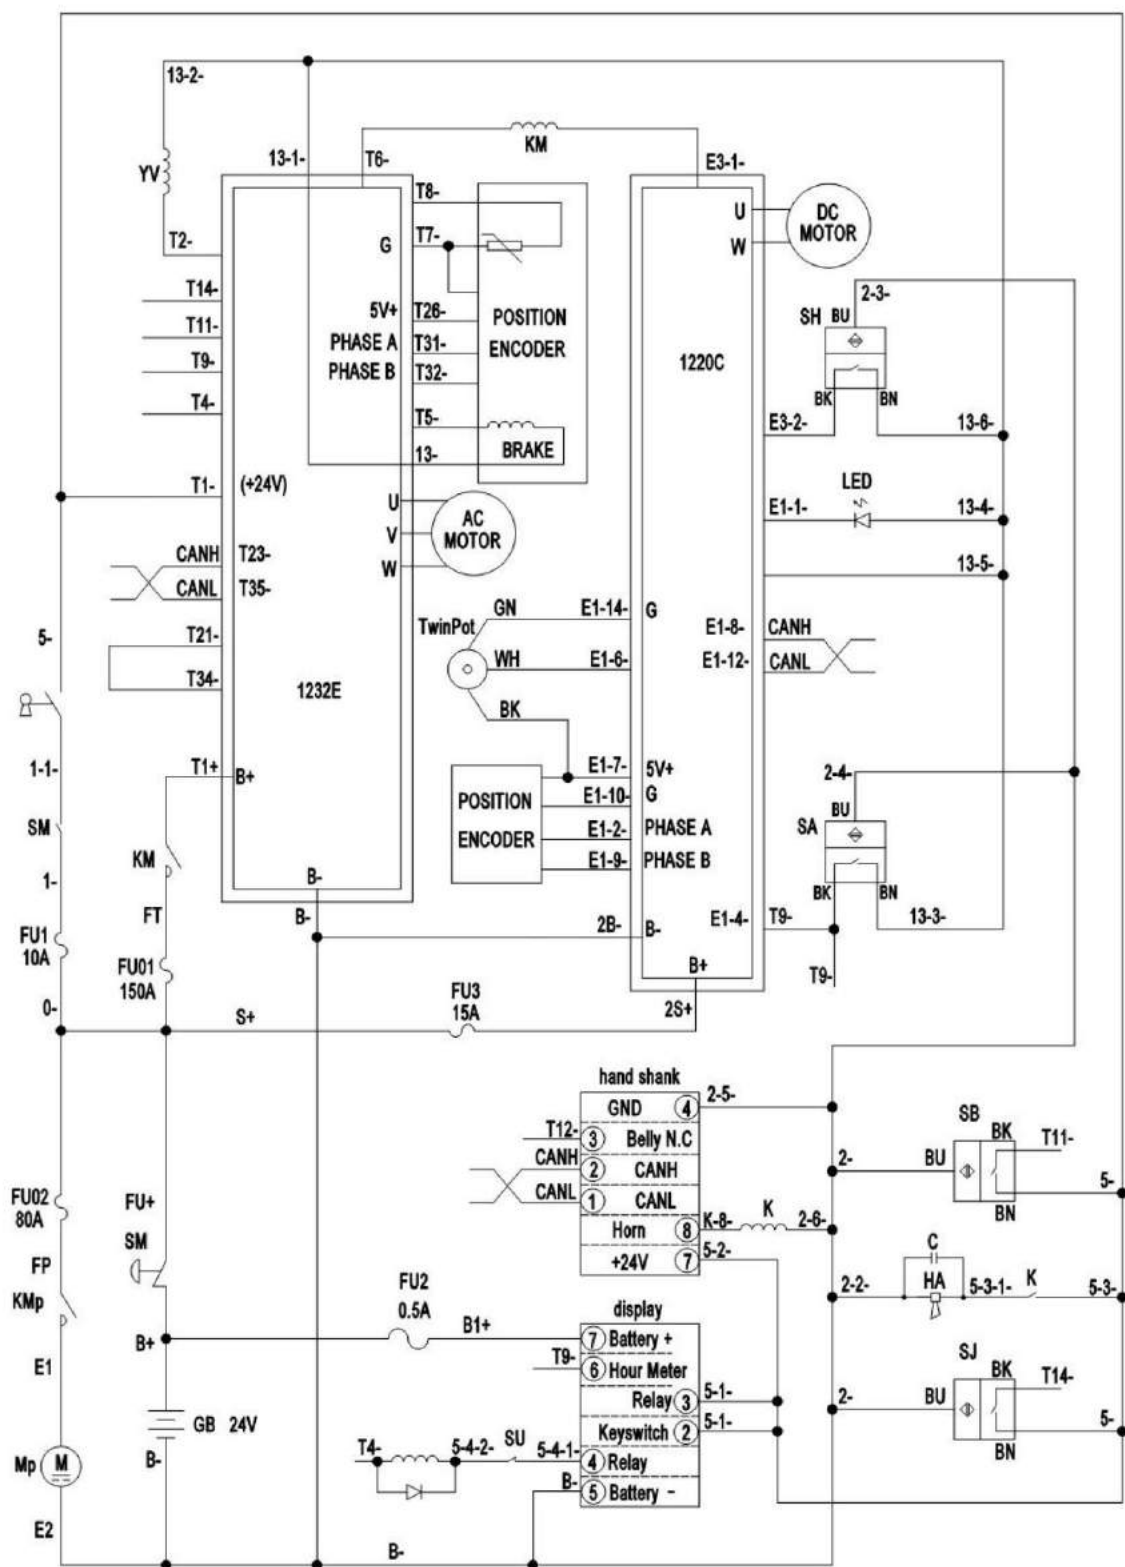 13-2-
YV
13-1-
T6-
KM
E3-1-
T2-
T14-
T11-
T9-
T4-
T1-
(+24V)
CANH
T23-
CANL
T35-
T21-
T34-
1232E
T1+
B+
B-
B-
G
5V+
PHASE A
PHASE B
T8-
T7-
T26-
T31-
T32-
T5-
13-
POSITION
ENCODER
BRAKE
U
V
W
AC
MOTOR
U
W
DC
MOTOR
1220C
2-3-
SH
BU
BK
BN
E3-2-
13-6-
LED
E1-1-
13-4-
13-5-
TwinPot
GN
WH
BK
E1-14-
G
E1-6-
E1-8-
CANH
E1-12-
CANL
POSITION
ENCODER
E1-7-
5V+
E1-10-
G
E1-2-
PHASE A
E1-9-
PHASE B
2-4-
BU
SA
BK
BN
13-3-
E1-4-
T9-
T9-
2B-
B-
B+
2S+
5-
1-1-
SM
1-
FU1
10A
0-
KM
FT
FU01
150A
S+
FU3
15A
FU02
80A
FP
KMp
E1
Mp
M
E2
FU+
SM
B+
GB 24V
B-
FU2
0.5A
B1+
hand shank
GND
4
2-5-
T12-
3
Belly N.C
CANH
2
CANH
CANL
1
CANL
Horn
8
K-8-
K
2-6-
+24V
7
5-2-
display
7
Battery +
T9-
6
Hour Meter
Relay
3
5-1-
Keyswitch
2
5-1-
T4-
5-4-2-
SU
5-4-1-
4
Relay
B-
5
Battery -
B-
SB
BK
T11-
2-
BU
5-
BN
C
2-2-
HA
5-3-1-
K
5-3-
SJ
BK
T14-
2-
BU
5-
BN